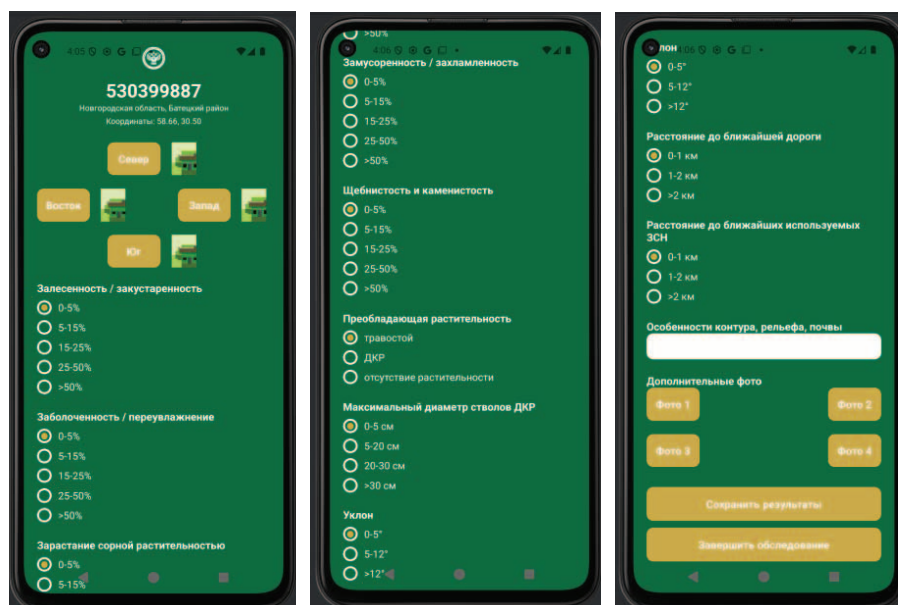 4:05
530399887
Новгородская область, Батецкий район
Координаты: 58.66, 30.50
Север
Восток
Запад
Юг
Залесенность / закустаренность
0-5%
5-15%
15-25%
25-50%
>50%
Заболоченность / переувлажнение
0-5%
5-15%
15-25%
25-50%
>50%
Зарастание сорной растительностью
0-5%
5-15%
>50%
4:06
Замусоренность / захламленность
0-5%
5-15%
15-25%
25-50%
>50%
Щебнистость и каменистость
0-5%
5-15%
15-25%
25-50%
>50%
Преобладающая растительность
травостой
ДКР
отсутствие растительности
Максимальный диаметр стволов ДКР
0-5 см
5-20 см
20-30 см
>30 см
Уклон
0-5°
5-12°
>12°
лон 4:06
0-5°
5-12°
>12°
Расстояние до ближайшей дороги
0-1 км
1-2 км
>2 км
Расстояние до ближайших используемых
ЗСН
0-1 км
1-2 км
>2 км
Особенности контура, рельефа, почвы
Дополнительные фото
Фото 1
Фото 2
Фото 3
Фото 4
Сохранить результаты
Завершить обследование